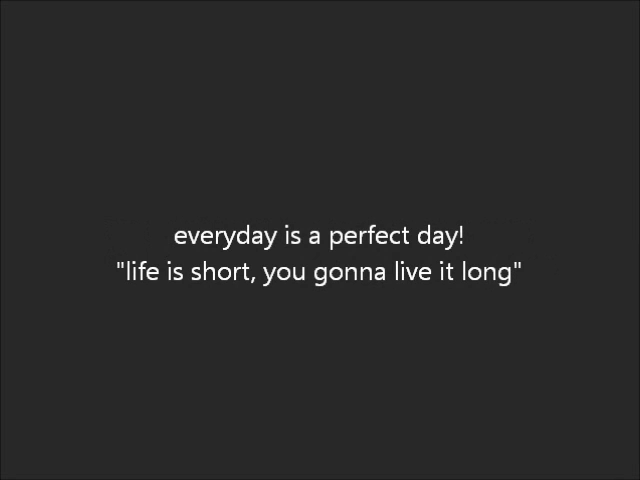 everyday is a perfect day!
"life is short, you gonna live it long"